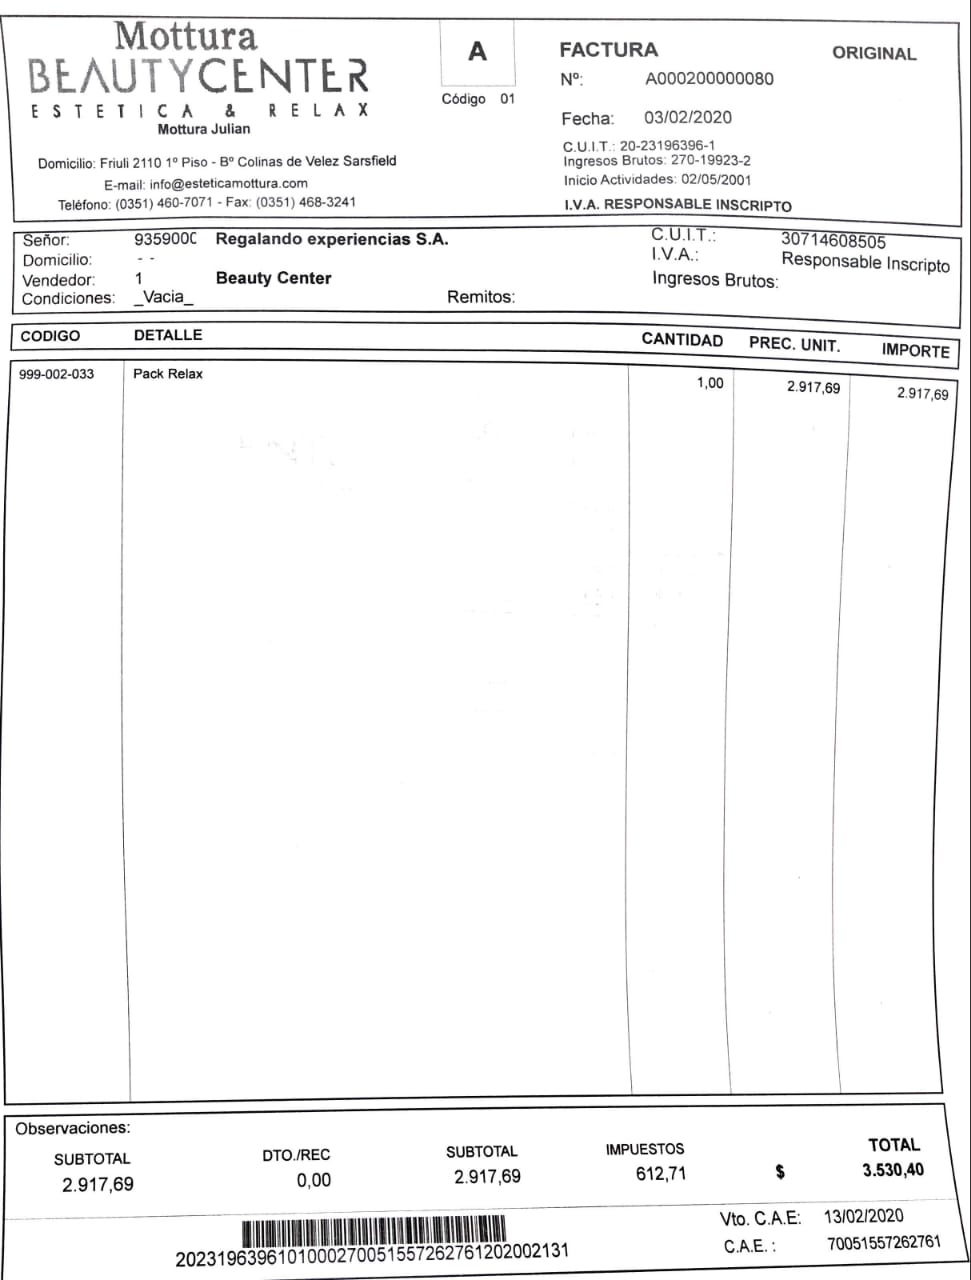 Mottura
BEAUTYCENTER
ESTETICA & RELAX
Mottura Julian
Domicilio: Friuli 2110 1º Piso - Bº Colinas de Velez Sarsfield
E-mail: info@esteticamottura.com
Teléfono: (0351) 460-7071 - Fax: (0351) 468-3241
A
Código 01
FACTURA ORIGINAL
Nº: A000200000080
Fecha: 03/02/2020
C.U.I.T.: 20-23196396-1
Ingresos Brutos: 270-19923-2
Inicio Actividades: 02/05/2001
I.V.A. RESPONSABLE INSCRIPTO
Señor: 935900C Regalando experiencias S.A. C.U.I.T.: 30714608505
Domicilio: - - I.V.A.: Responsable Inscripto
Vendedor: 1 Beauty Center Ingresos Brutos:
Condiciones: _Vacia_ Remitos:
CODIGO DETALLE CANTIDAD PREC. UNIT. IMPORTE
999-002-033 Pack Relax 1,00 2.917,69 2.917,69
Observaciones:
SUBTOTAL DTO./REC SUBTOTAL IMPUESTOS TOTAL
2.917,69 0,00 2.917,69 612,71 $ 3.530,40
Vto. C.A.E: 13/02/2020
C.A.E. : 70051557262761
2023196396101000270051557262761202002131